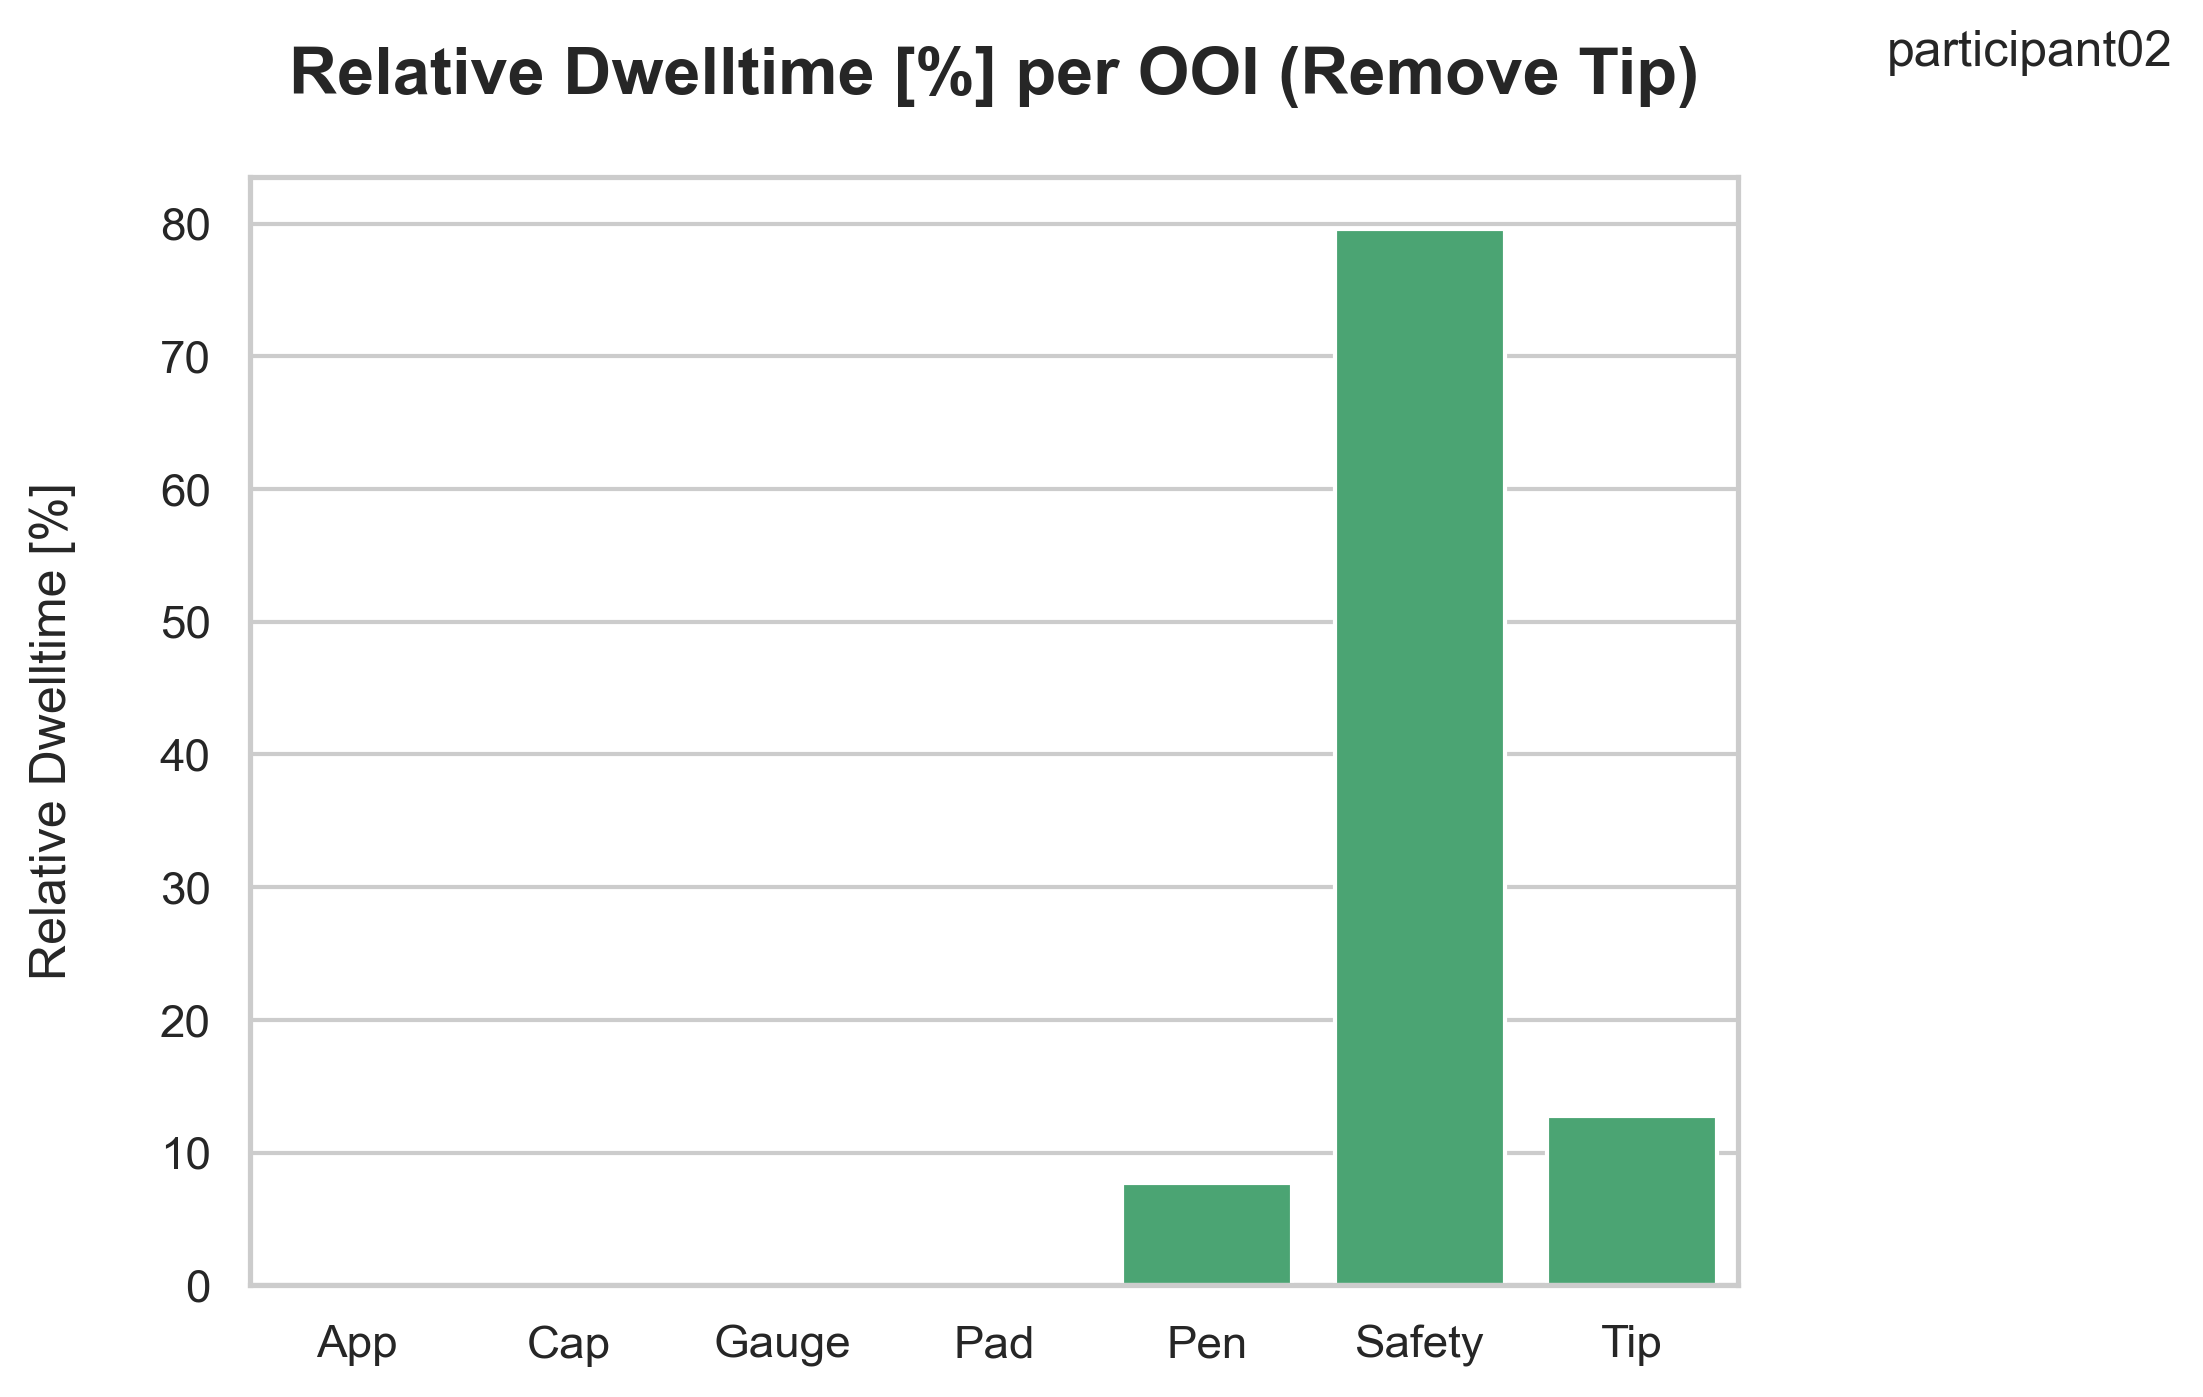 Relative Dwelltime [%] per OOI (Remove Tip)
participant02
Relative Dwelltime [%]
80
70
60
50
40
30
20
10
0
App Cap Gauge Pad Pen Safety Tip